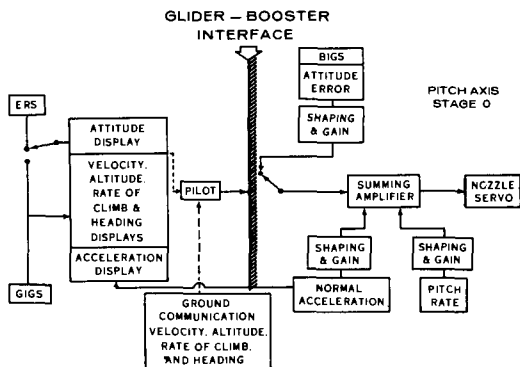 GLIDER - BOOSTER
INTERFACE
BIGS
ATTITUDE
ERROR
PITCH AXIS
STAGE 0
ERS
SHAPING
& GAIN
ATTITUDE
DISPLAY
VELOCITY,
ALTITUDE,
RATE OF
CLIMB &
HEADING
DISPLAYS
ACCELERATION
DISPLAY
PILOT
SUMMING
AMPLIFIER
NOZZLE
SERVO
SHAPING
& GAIN
SHAPING
& GAIN
GIGS
GROUND
COMMUNICATION
VELOCITY, ALTITUDE,
RATE OF CLIMB,
AND HEADING
NORMAL
ACCELERATION
PITCH
RATE